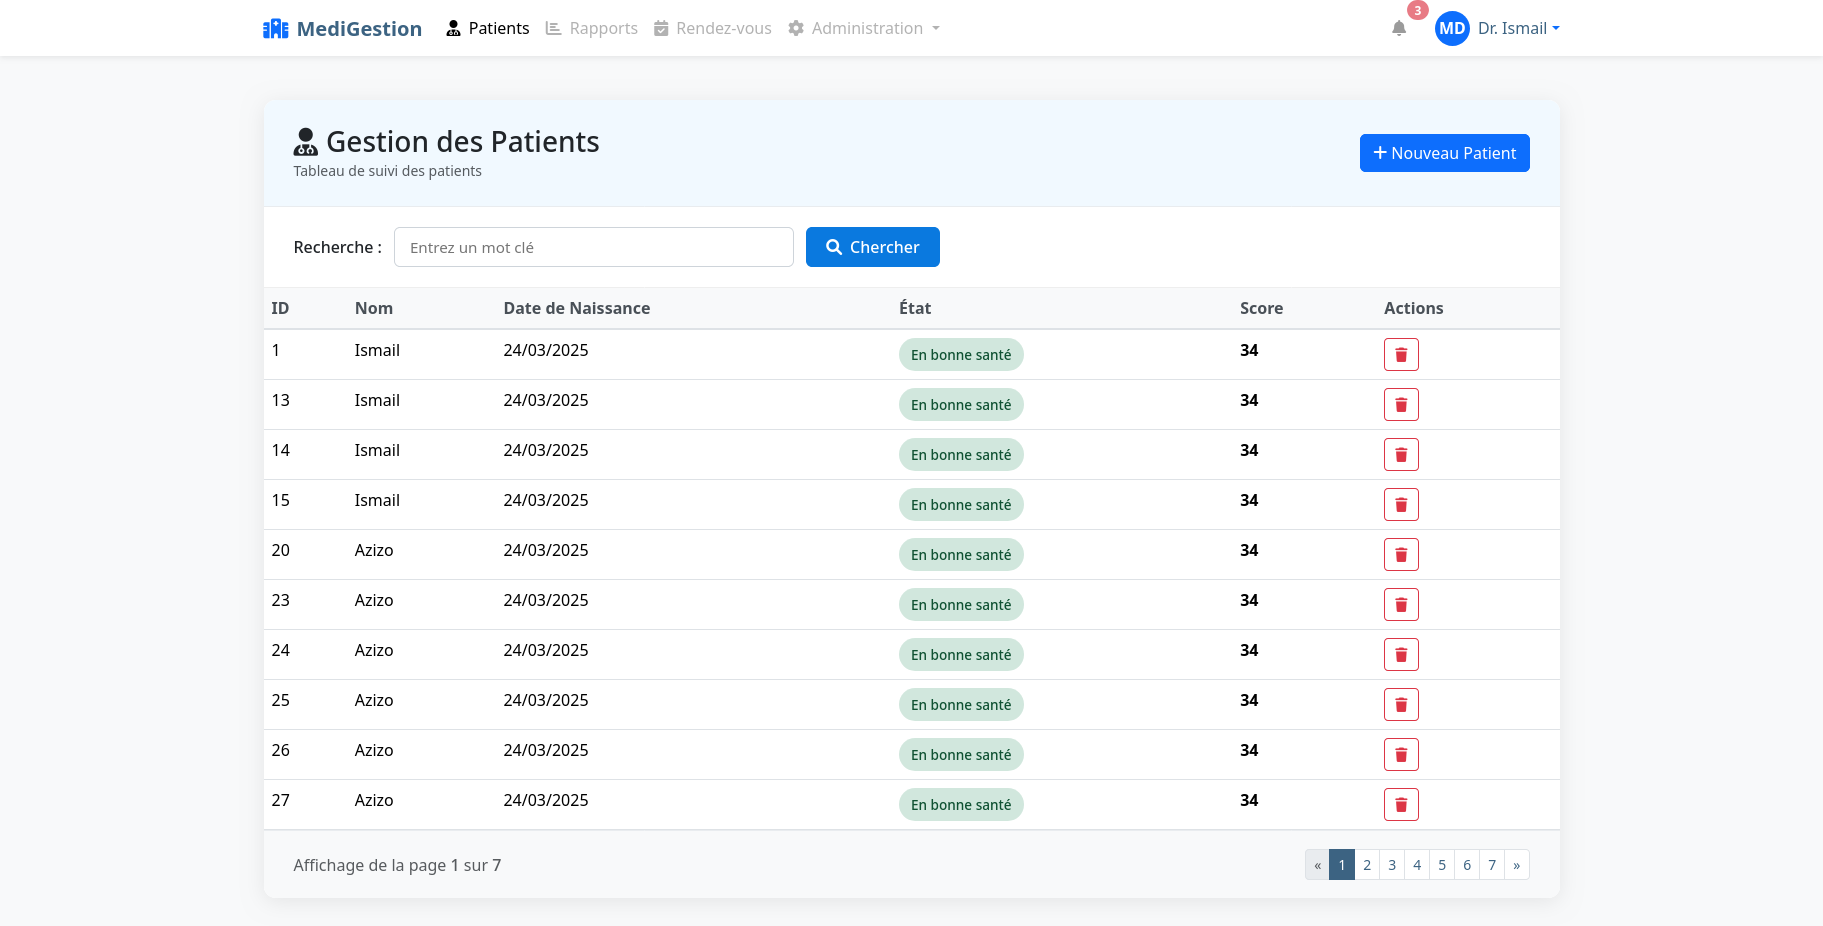 MediGestion Patients Rapports Rendez-vous Administration 3 MD Dr. Ismail
Gestion des Patients
Tableau de suivi des patients
Nouveau Patient
Recherche : Entrez un mot clé Chercher
ID Nom Date de Naissance État Score Actions
1 Ismail 24/03/2025 En bonne santé 34
13 Ismail 24/03/2025 En bonne santé 34
14 Ismail 24/03/2025 En bonne santé 34
15 Ismail 24/03/2025 En bonne santé 34
20 Azizo 24/03/2025 En bonne santé 34
23 Azizo 24/03/2025 En bonne santé 34
24 Azizo 24/03/2025 En bonne santé 34
25 Azizo 24/03/2025 En bonne santé 34
26 Azizo 24/03/2025 En bonne santé 34
27 Azizo 24/03/2025 En bonne santé 34
Affichage de la page 1 sur 7 « 1 2 3 4 5 6 7 »